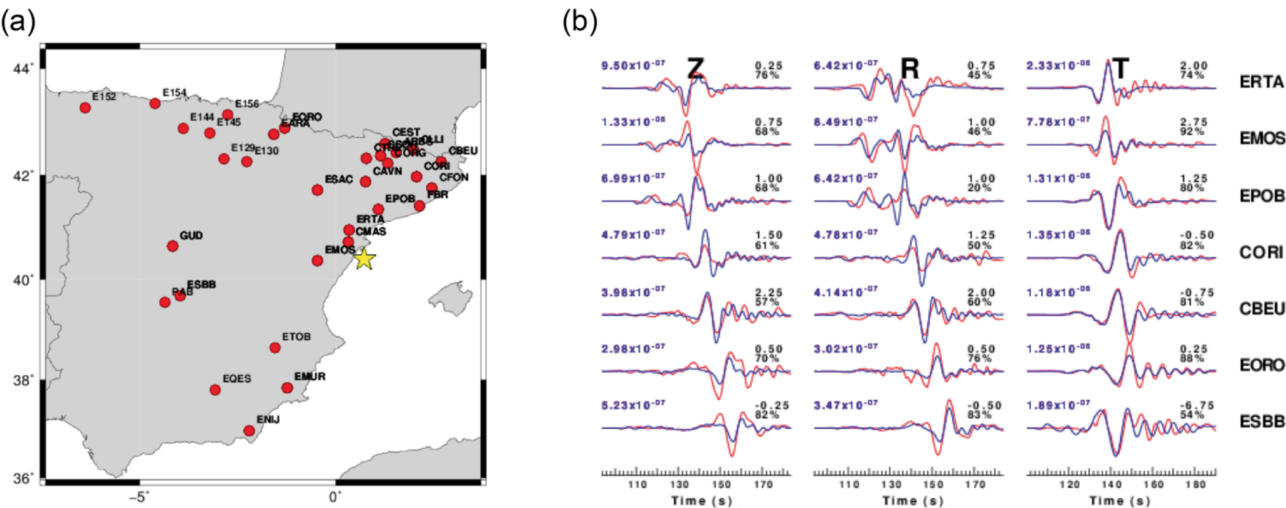 (a)
(b)
44°
42°
40°
38°
36°
−5°
0°
E152
E154
E156
E144
E145
E129
E130
EORO
EARA
CEST
LLI
CORG
CAVN
CBEU
CORI
CFON
FBR
ESAC
EPOB
ERTA
CMAS
EMOS
GUD
ESBB
PAB
ETOB
EQES
EMUR
ENIJ
Z R T
9.50x10⁻⁰⁷ 0.25 76% 6.42x10⁻⁰⁷ 0.75 45% 2.33x10⁻⁰⁶ 2.00 74% ERTA
1.33x10⁻⁰⁶ 0.75 68% 8.49x10⁻⁰⁷ 1.00 46% 7.78x10⁻⁰⁷ 2.75 92% EMOS
6.99x10⁻⁰⁷ 1.00 68% 6.42x10⁻⁰⁷ 1.00 20% 1.31x10⁻⁰⁶ 1.25 80% EPOB
4.79x10⁻⁰⁷ 1.50 61% 4.78x10⁻⁰⁷ 1.25 50% 1.35x10⁻⁰⁶ -0.50 82% CORI
3.98x10⁻⁰⁷ 2.25 57% 4.14x10⁻⁰⁷ 2.00 60% 1.18x10⁻⁰⁶ -0.75 81% CBEU
2.98x10⁻⁰⁷ 0.50 70% 3.02x10⁻⁰⁷ 0.50 76% 1.25x10⁻⁰⁶ 0.25 88% EORO
5.23x10⁻⁰⁷ -0.25 82% 3.47x10⁻⁰⁷ -0.50 83% 1.89x10⁻⁰⁷ -6.75 54% ESBB
110 130 150 170 110 130 150 170 120 140 160 180
Time (s) Time (s) Time (s)